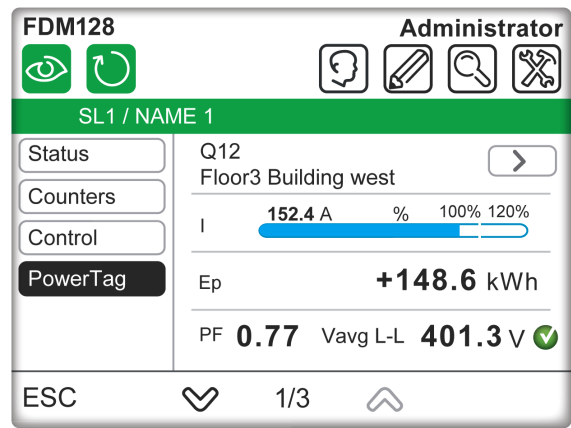 FDM128 Administrator
SL1 / NAME 1
Status
Counters
Control
PowerTag
Q12
Floor3 Building west
I 152.4 A % 100% 120%
Ep +148.6 kWh
PF 0.77 Vavg L-L 401.3 V
ESC 1/3